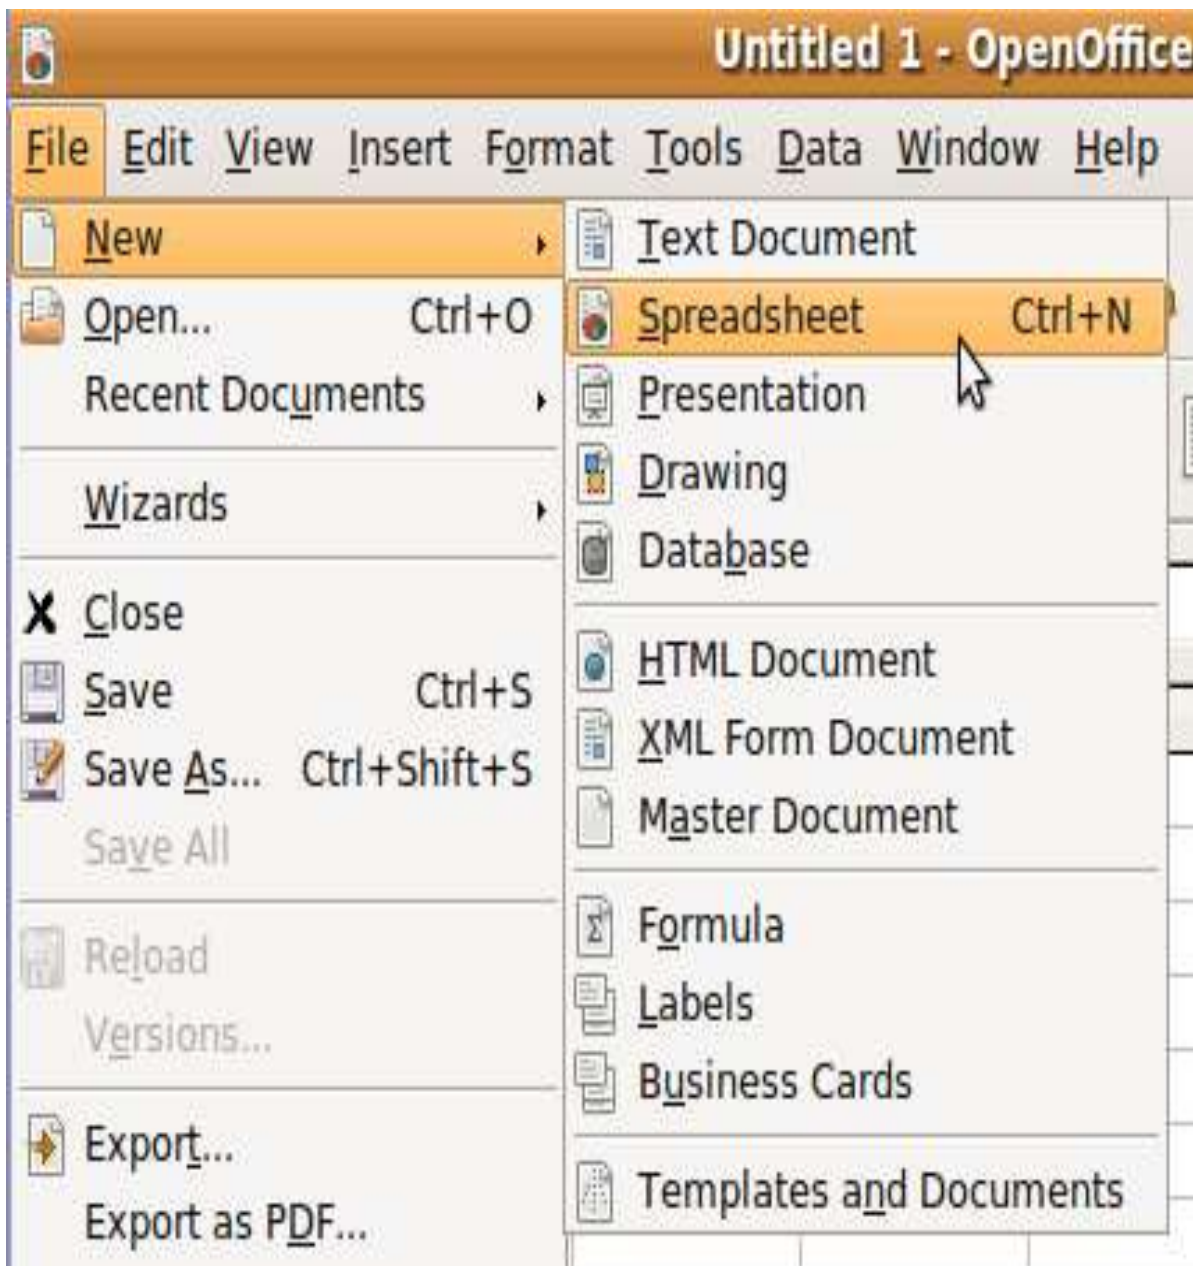 Untitled 1 - OpenOffice
File Edit View Insert Format Tools Data Window Help
New
Open... Ctrl+O
Recent Documents
Wizards
Close
Save Ctrl+S
Save As... Ctrl+Shift+S
Save All
Reload
Versions...
Export...
Export as PDF...
Text Document
Spreadsheet Ctrl+N
Presentation
Drawing
Database
HTML Document
XML Form Document
Master Document
Formula
Labels
Business Cards
Templates and Documents